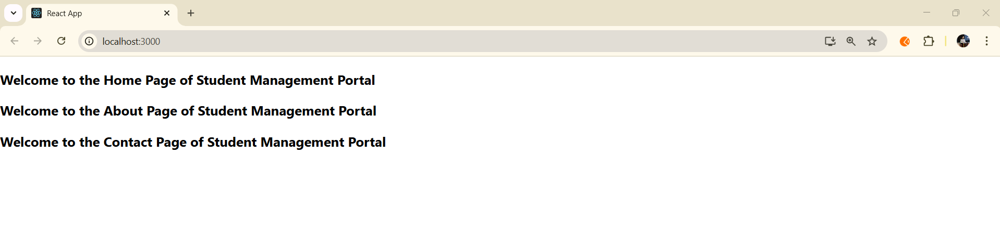 React App
localhost:3000
Welcome to the Home Page of Student Management Portal
Welcome to the About Page of Student Management Portal
Welcome to the Contact Page of Student Management Portal